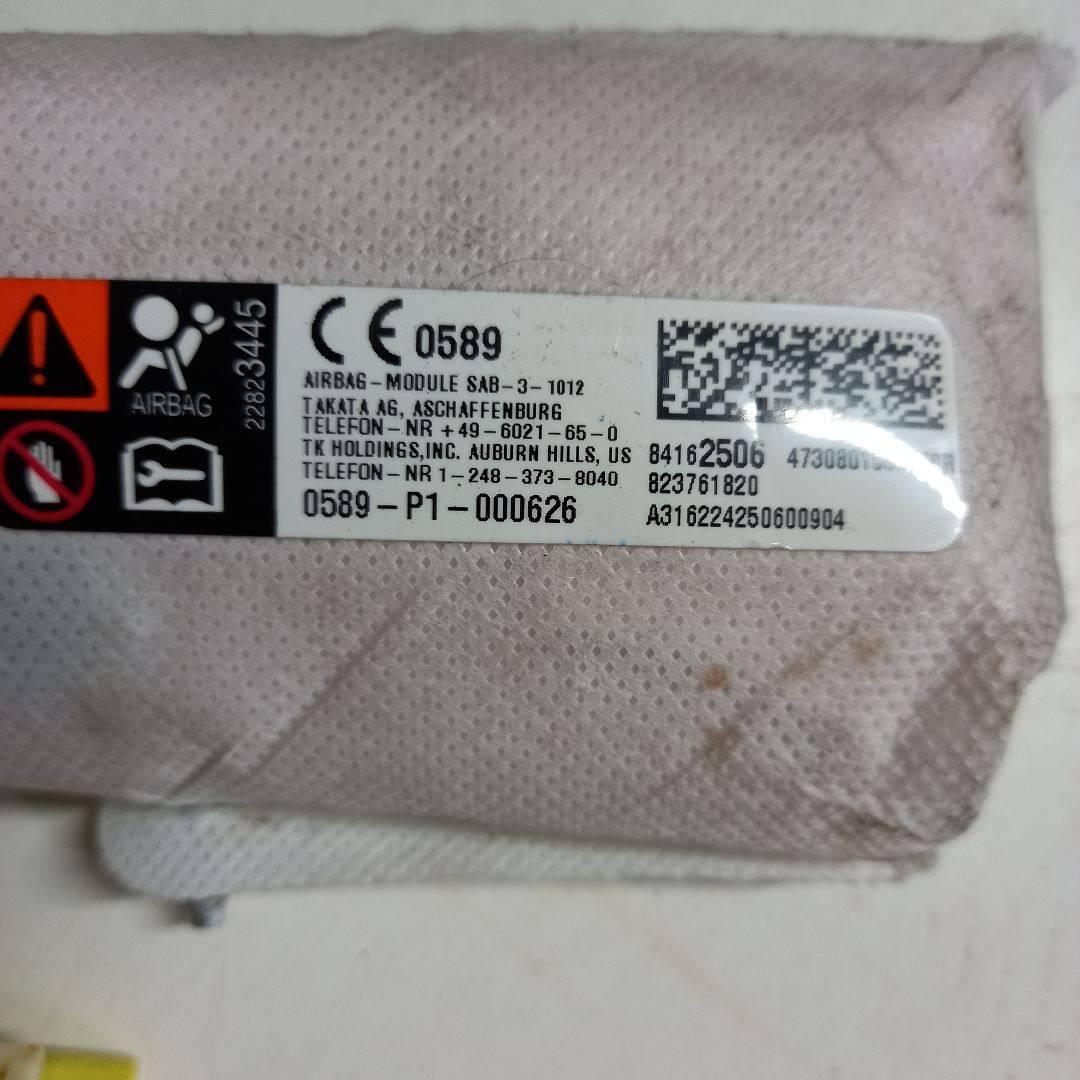 AIRBAG
22823445
CE 0589
AIRBAG-MODULE SAB-3-1012
TAKATA AG, ASCHAFFENBURG
TELEFON-NR +49-6021-65-0
TK HOLDINGS,INC. AUBURN HILLS, US
TELEFON-NR 1-248-373-8040
0589-P1-000626
84162506
823761820
A316224250600904